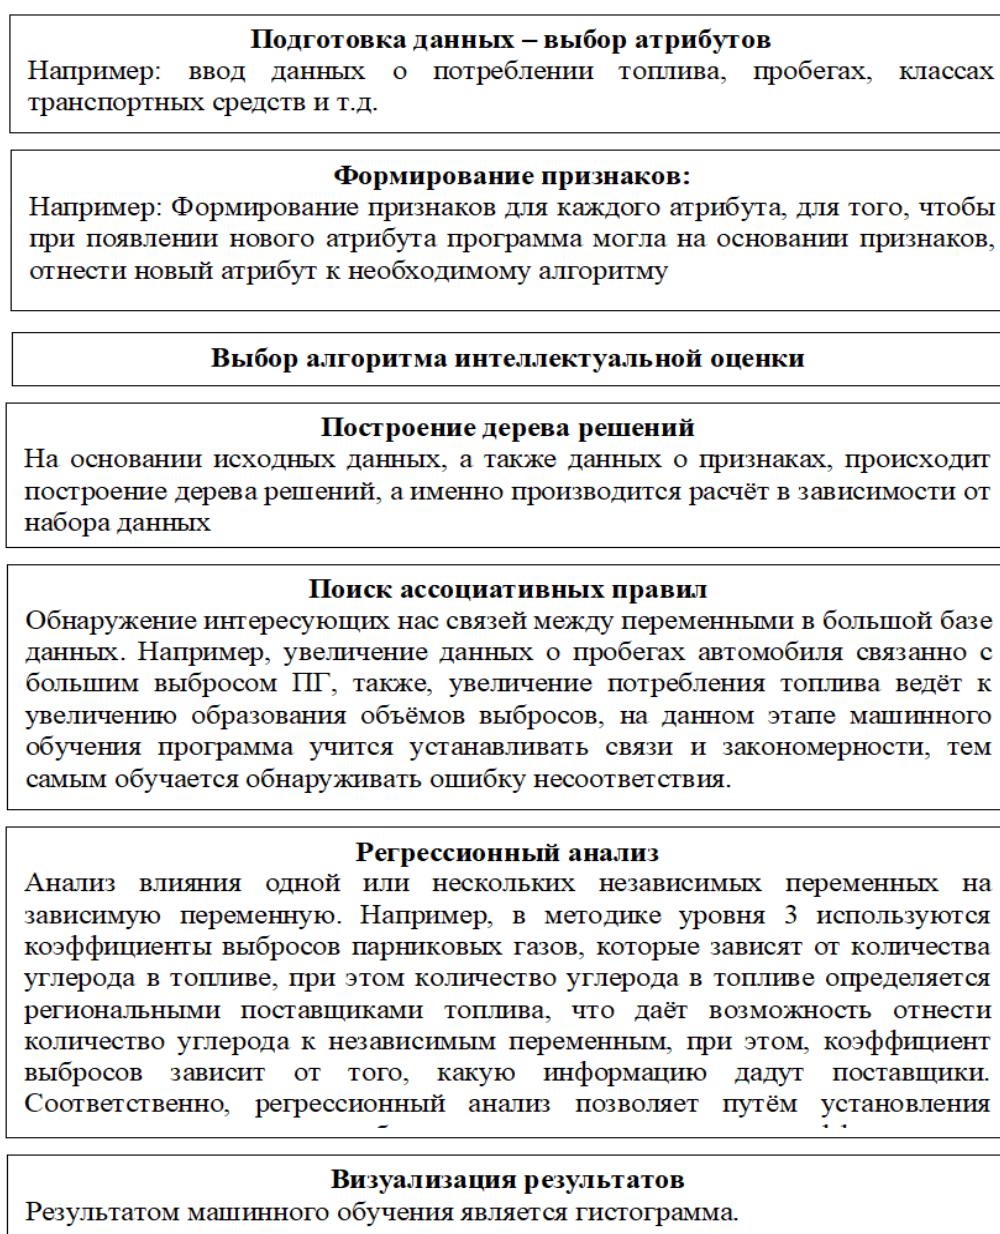 Подготовка данных – выбор атрибутов
Например: ввод данных о потреблении топлива, пробегах, классах
транспортных средств и т.д.
Формирование признаков:
Например: Формирование признаков для каждого атрибута, для того, чтобы
при появлении нового атрибута программа могла на основании признаков,
отнести новый атрибут к необходимому алгоритму
Выбор алгоритма интеллектуальной оценки
Построение дерева решений
На основании исходных данных, а также данных о признаках, происходит
построение дерева решений, а именно производится расчёт в зависимости от
набора данных
Поиск ассоциативных правил
Обнаружение интересующих нас связей между переменными в большой базе
данных. Например, увеличение данных о пробегах автомобиля связанно с
большим выбросом ПГ, также, увеличение потребления топлива ведёт к
увеличению образования объёмов выбросов, на данном этапе машинного
обучения программа учится устанавливать связи и закономерности, тем
самым обучается обнаруживать ошибку несоответствия.
Регрессионный анализ
Анализ влияния одной или нескольких независимых переменных на
зависимую переменную. Например, в методике уровня 3 используются
коэффициенты выбросов парниковых газов, которые зависят от количества
углерода в топливе, при этом количество углерода в топливе определяется
региональными поставщиками топлива, что даёт возможность отнести
количество углерода к независимым переменным, при этом, коэффициент
выбросов зависит от того, какую информацию дадут поставщики.
Соответственно, регрессионный анализ позволяет путём установления
Визуализация результатов
Результатом машинного обучения является гистограмма.